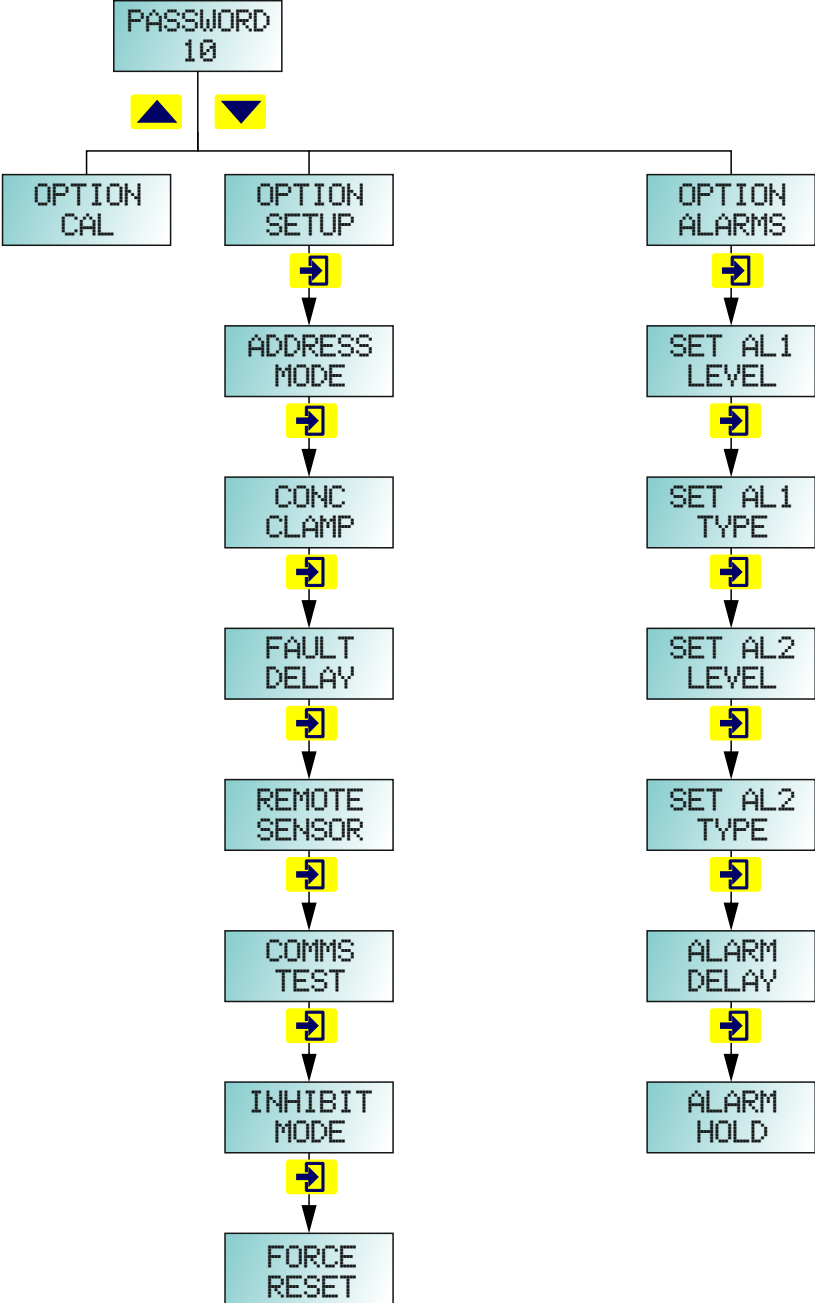 PASSWORD
10
OPTION
CAL
OPTION
SETUP
OPTION
ALARMS
ADDRESS
MODE
SET AL1
LEVEL
CONC
CLAMP
SET AL1
TYPE
FAULT
DELAY
SET AL2
LEVEL
REMOTE
SENSOR
SET AL2
TYPE
COMMS
TEST
ALARM
DELAY
INHIBIT
MODE
ALARM
HOLD
FORCE
RESET